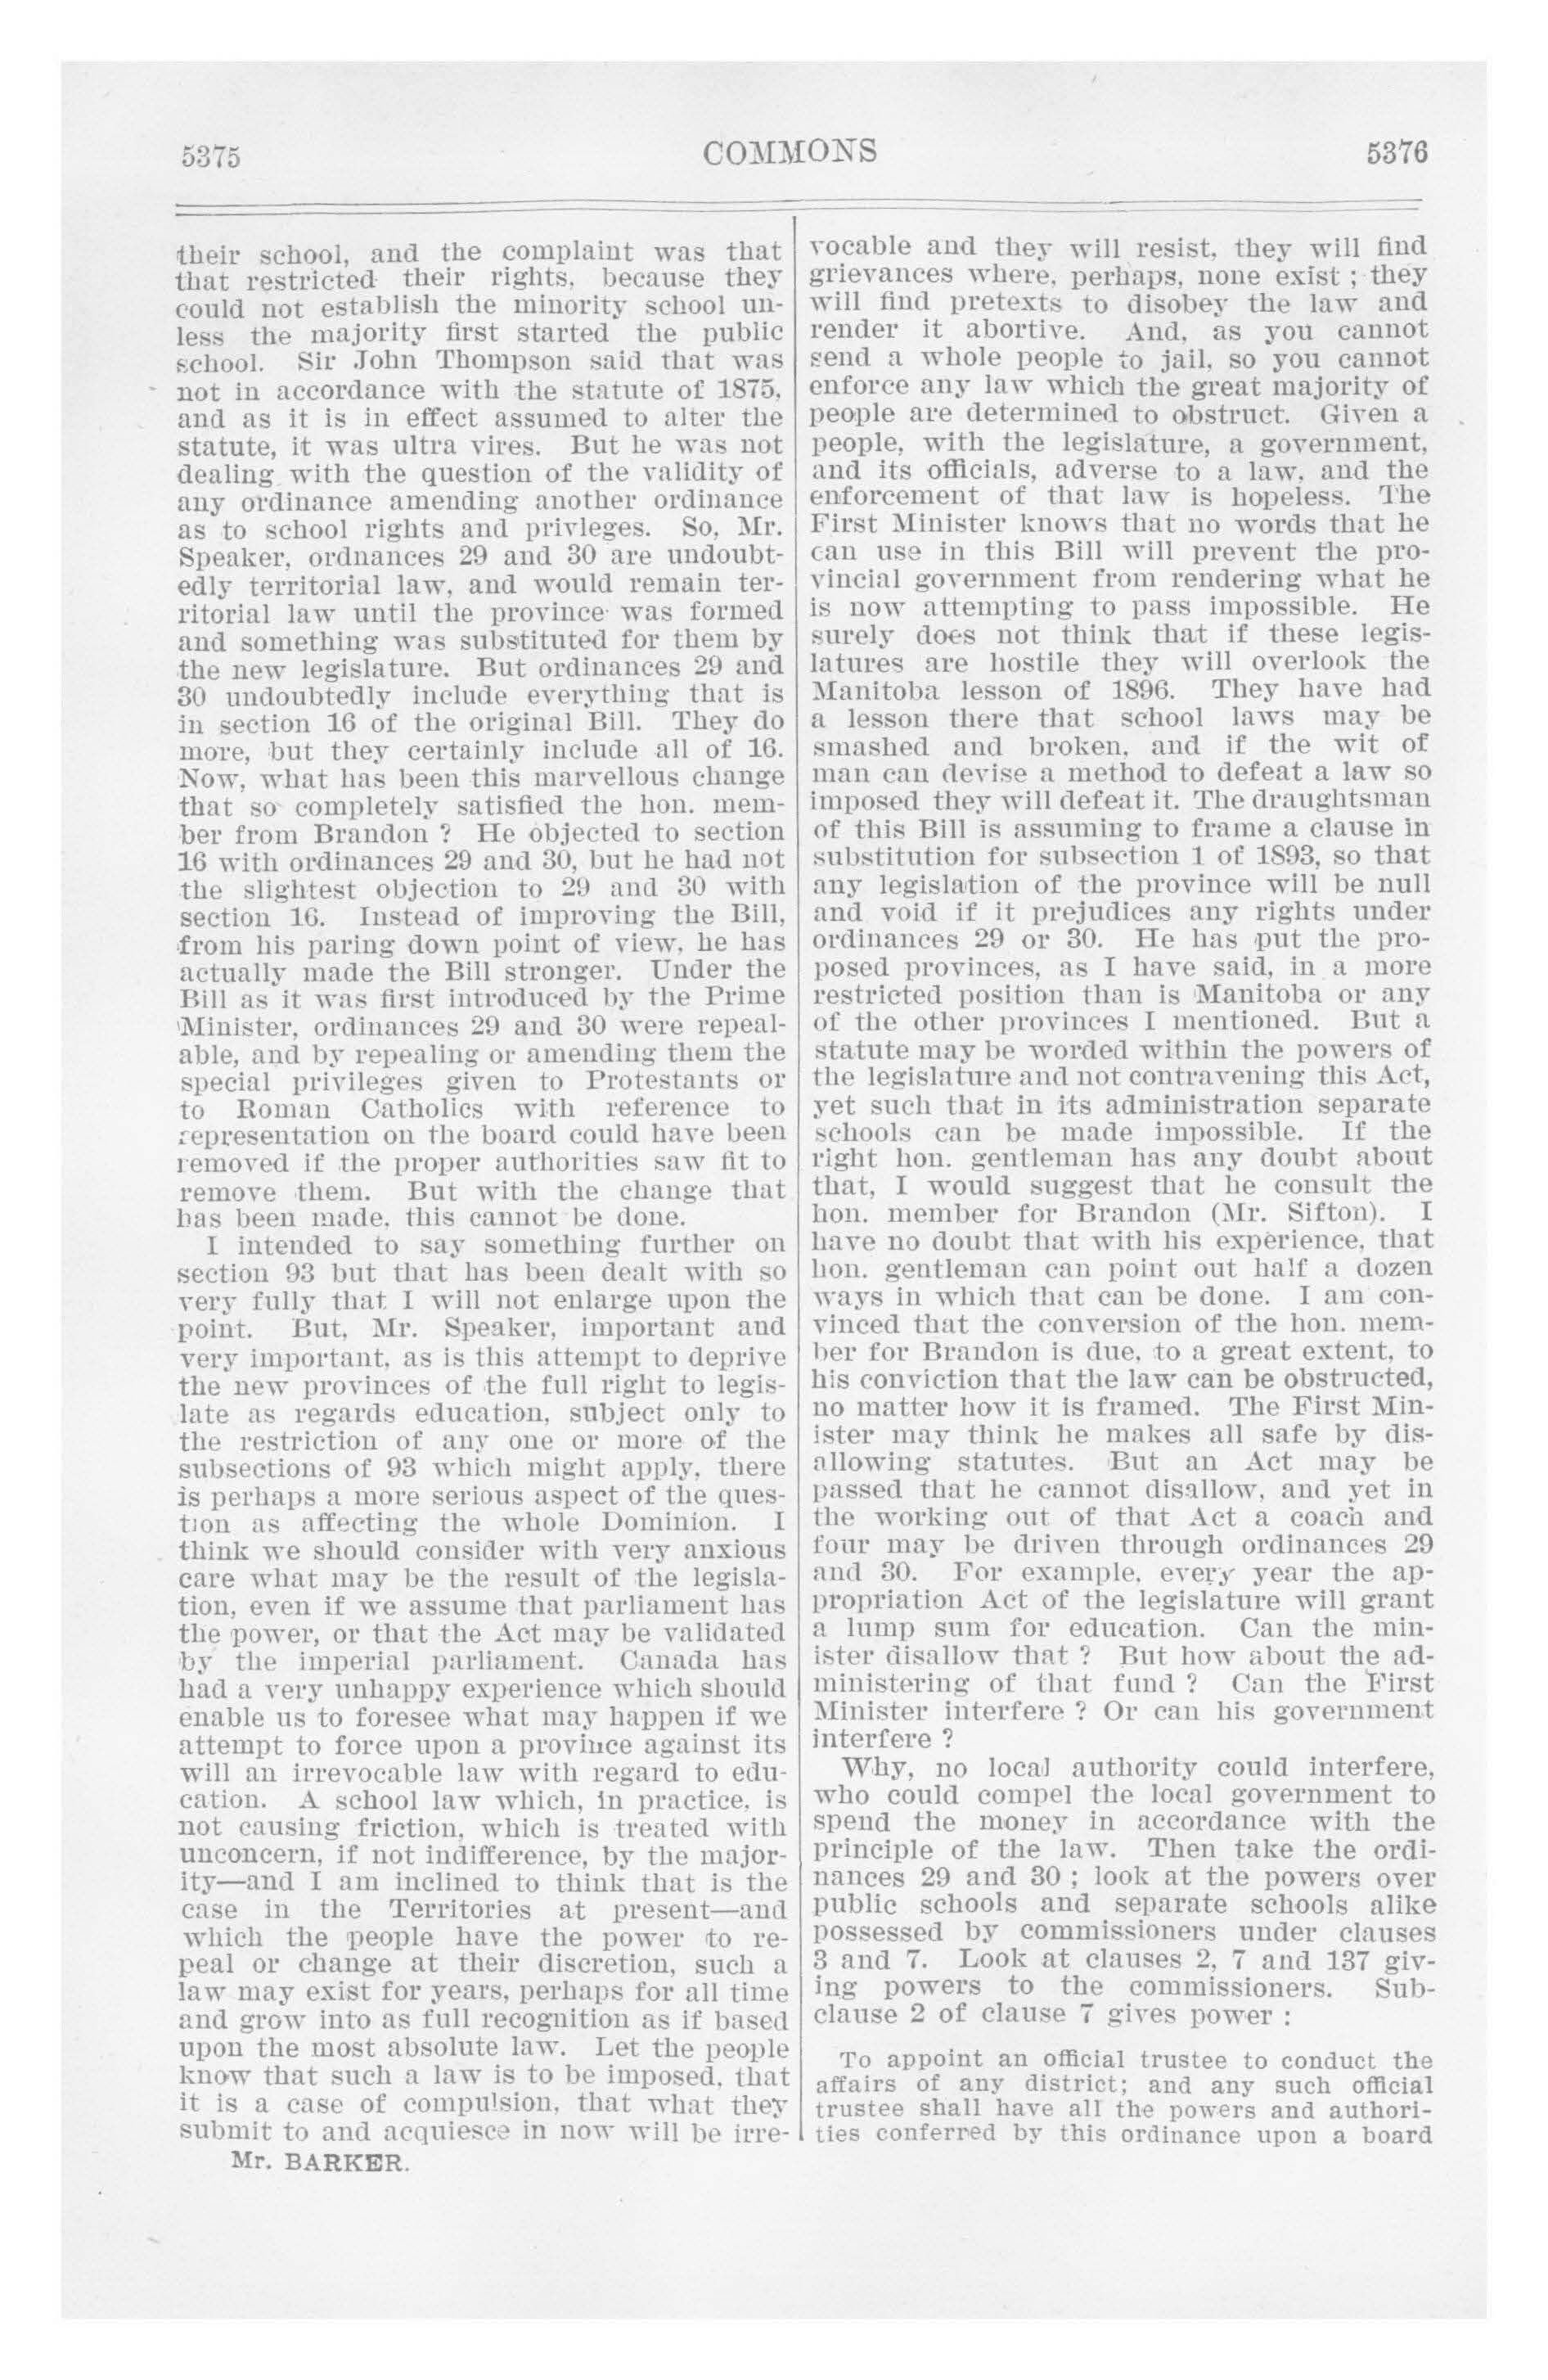 5375
COMMONS
5376
their school, and the complaint was that
that restricted their rights, because they
could not establish the minority school un-
less the majority first started the public
school. Sir John Thompson said that was
not in accordance with the statute of 1875,
and as it is in effect assumed to alter the
statute, it was ultra vires. But he was not
dealing with the question of the validity of
any ordinance amending another ordinance
as to school rights and privleges. So, Mr.
Speaker, ordnances 29 and 30 are undoubt-
edly territorial law, and would remain ter-
ritorial law until the province was formed
and something was substituted for them by
the new legislature. But ordinances 29 and
30 undoubtedly include everything that is
in section 16 of the original Bill. They do
more, but they certainly include all of 16.
Now, what has been this marvellous change
that so completely satisfied the hon. mem-
ber from Brandon ? He objected to section
16 with ordinances 29 and 30, but he had not
the slightest objection to 29 and 30 with
section 16. Instead of improving the Bill,
from his paring down point of view, he has
actually made the Bill stronger. Under the
Bill as it was first introduced by the Prime
Minister, ordinances 29 and 30 were repeal-
able, and by repealing or amending them the
special privileges given to Protestants or
to Roman Catholics with reference to
representation on the board could have been
removed if the proper authorities saw fit to
remove them. But with the change that
has been made, this cannot be done.
I intended to say something further on
section 93 but that has been dealt with so
very fully that I will not enlarge upon the
point. But, Mr. Speaker, important and
very important, as is this attempt to deprive
the new provinces of the full right to legis-
late as regards education, subject only to
the restriction of any one or more of the
subsections of 93 which might apply, there
is perhaps a more serious aspect of the ques-
tion as affecting the whole Dominion. I
think we should consider with very anxious
care what may be the result of the legisla-
tion, even if we assume that parliament has
the power, or that the Act may be validated
by the imperial parliament. Canada has
had a very unhappy experience which should
enable us to foresee what may happen if we
attempt to force upon a province against its
will an irrevocable law with regard to edu-
cation. A school law which, in practice, is
not causing friction, which is treated with
unconcern, if not indifference, by the major-
ity—and I am inclined to think that is the
case in the Territories at present—and
which the people have the power to re-
peal or change at their discretion, such a
law may exist for years, perhaps for all time
and grow into as full recognition as if based
upon the most absolute law. Let the people
know that such a law is to be imposed, that
it is a case of compulsion, that what they
submit to and acquiesce in now will be irre-
Mr. BARKER.
vocable and they will resist, they will find
grievances where, perhaps, none exist ; they
will find pretexts to disobey the law and
render it abortive. And, as you cannot
send a whole people to jail, so you cannot
enforce any law which the great majority of
people are determined to obstruct. Given a
people, with the legislature, a government,
and its officials, adverse to a law, and the
enforcement of that law is hopeless. The
First Minister knows that no words that he
can use in this Bill will prevent the pro-
vincial government from rendering what he
is now attempting to pass impossible. He
surely does not think that if these legis-
latures are hostile they will overlook the
Manitoba lesson of 1896. They have had
a lesson there that school laws may be
smashed and broken, and if the wit of
man can devise a method to defeat a law so
imposed they will defeat it. The draughtsman
of this Bill is assuming to frame a clause in
substitution for subsection 1 of 1893, so that
any legislation of the province will be null
and void if it prejudices any rights under
ordinances 29 or 30. He has put the pro-
posed provinces, as I have said, in a more
restricted position than is Manitoba or any
of the other provinces I mentioned. But a
statute may be worded within the powers of
the legislature and not contravening this Act,
yet such that in its administration separate
schools can be made impossible. If the
right hon. gentleman has any doubt about
that, I would suggest that he consult the
hon. member for Brandon (Mr. Sifton). I
have no doubt that with his experience, that
hon. gentleman can point out half a dozen
ways in which that can be done. I am con-
vinced that the conversion of the hon. mem-
ber for Brandon is due, to a great extent, to
his conviction that the law can be obstructed,
no matter how it is framed. The First Min-
ister may think he makes all safe by dis-
allowing statutes. But an Act may be
passed that he cannot disallow, and yet in
the working out of that Act a coach and
four may be driven through ordinances 29
and 30. For example, every year the ap-
propriation Act of the legislature will grant
a lump sum for education. Can the min-
ister disallow that ? But how about the ad-
ministering of that fund ? Can the First
Minister interfere ? Or can his government
interfere ?
Why, no local authority could interfere,
who could compel the local government to
spend the money in accordance with the
principle of the law. Then take the ordi-
nances 29 and 30 ; look at the powers over
public schools and separate schools alike
possessed by commissioners under clauses
3 and 7. Look at clauses 2, 7 and 137 giv-
ing powers to the commissioners. Sub-
clause 2 of clause 7 gives power :
To appoint an official trustee to conduct the
affairs of any district; and any such official
trustee shall have all the powers and authori-
ties conferred by this ordinance upon a board